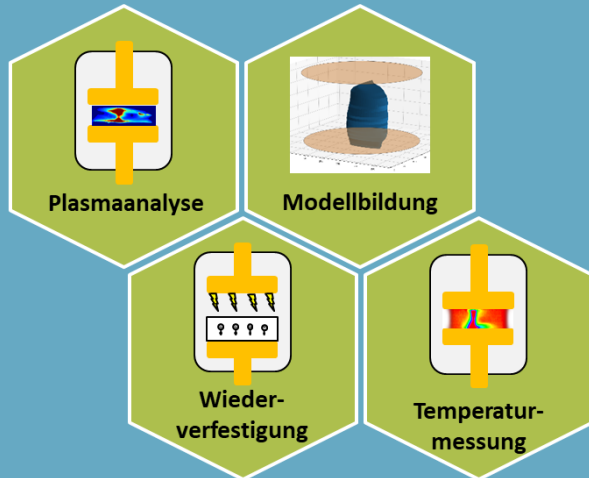 Plasmaanalyse
Modellbildung
Wieder-
verfestigung
Temperatur-
messung